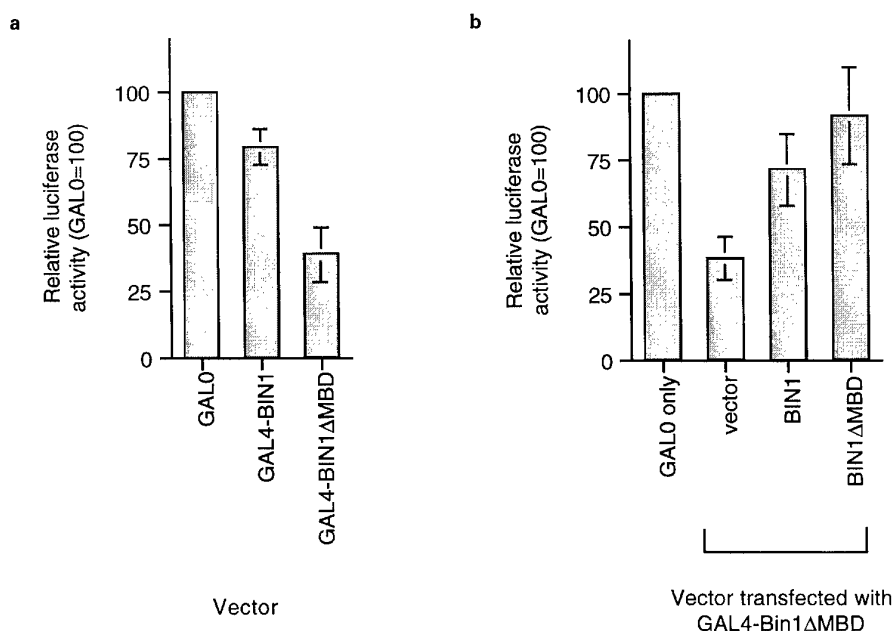 a
Relative luciferase
activity (GAL0=100)
100
75
50
25
0
GAL0
GAL4-BIN1
GAL4-BIN1ΔMBD
Vector
b
Relative luciferase
activity (GAL0=100)
100
75
50
25
0
GAL0 only
vector
BIN1
BIN1ΔMBD
Vector transfected with
GAL4-Bin1ΔMBD